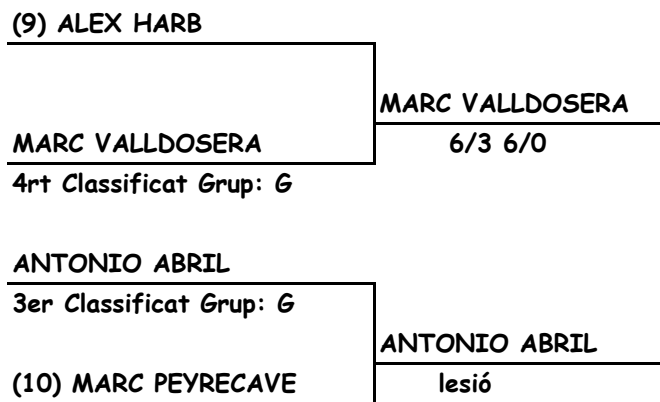 (9) ALEX HARB
MARC VALLDOSERA
MARC VALLDOSERA
6/3 6/0
4rt Classificat Grup: G
ANTONIO ABRIL
3er Classificat Grup: G
ANTONIO ABRIL
(10) MARC PEYRECAVE
lesió